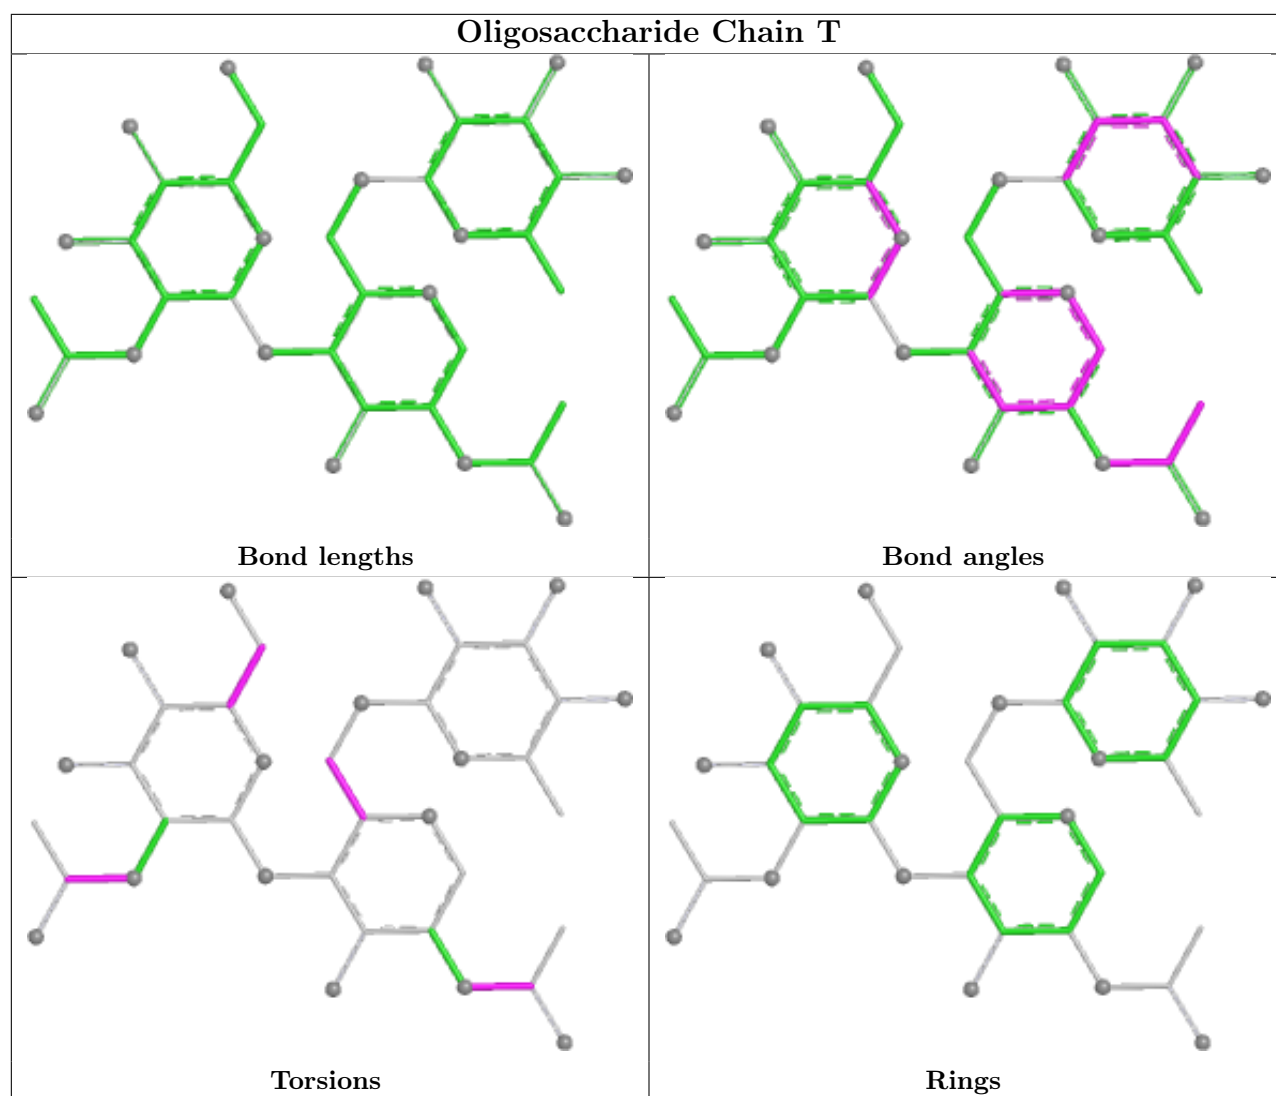 Oligosaccharide Chain T
Bond lengths
Bond angles
Torsions
Rings